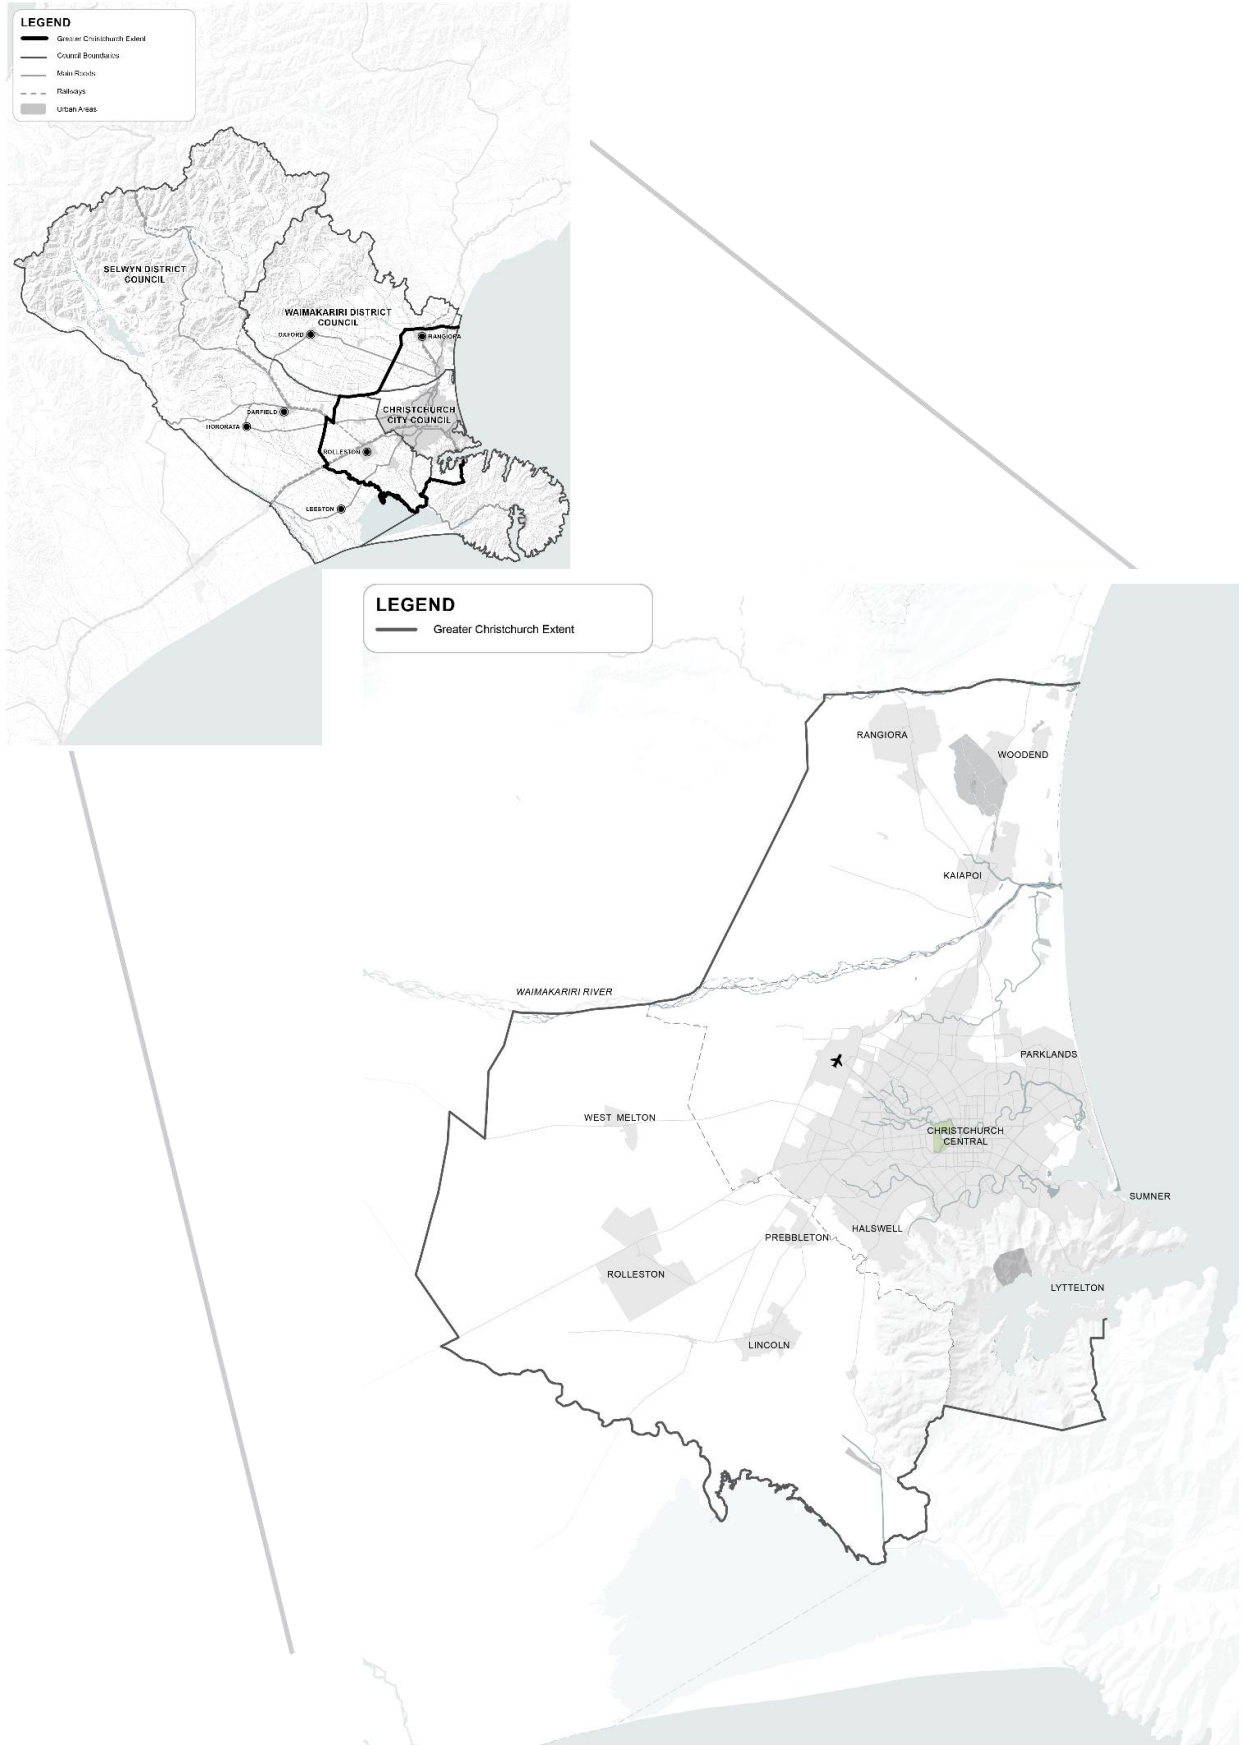 LEGEND
Greater Christchurch Extent
Council Boundaries
Main Roads
Railways
Urban Areas
SELWYN DISTRICT
COUNCIL
WAIMAKARIRI DISTRICT
COUNCIL
OXFORD
RANGIORA
CHRISTCHURCH
CITY COUNCIL
DARFIELD
HORORATA
ROLLESTON
LEESTON
LEGEND
Greater Christchurch Extent
RANGIORA
WOODEND
KAIAPOI
WAIMAKARIRI RIVER
PARKLANDS
WEST MELTON
CHRISTCHURCH
CENTRAL
SUMNER
HALSWELL
PREBBLETON
ROLLESTON
LYTTELTON
LINCOLN